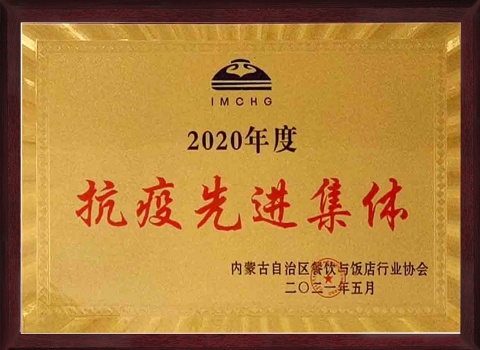 IMCHG
2020年度
抗疫先进集体
内蒙古自治区餐饮与饭店行业协会
二〇二一年五月